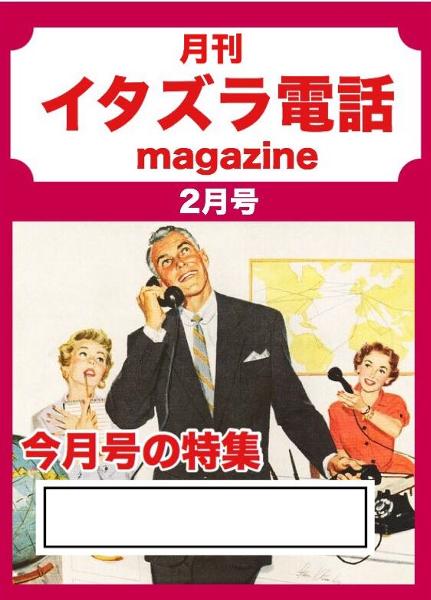 月刊
イタズラ電話
magazine
2月号
今月号の特集